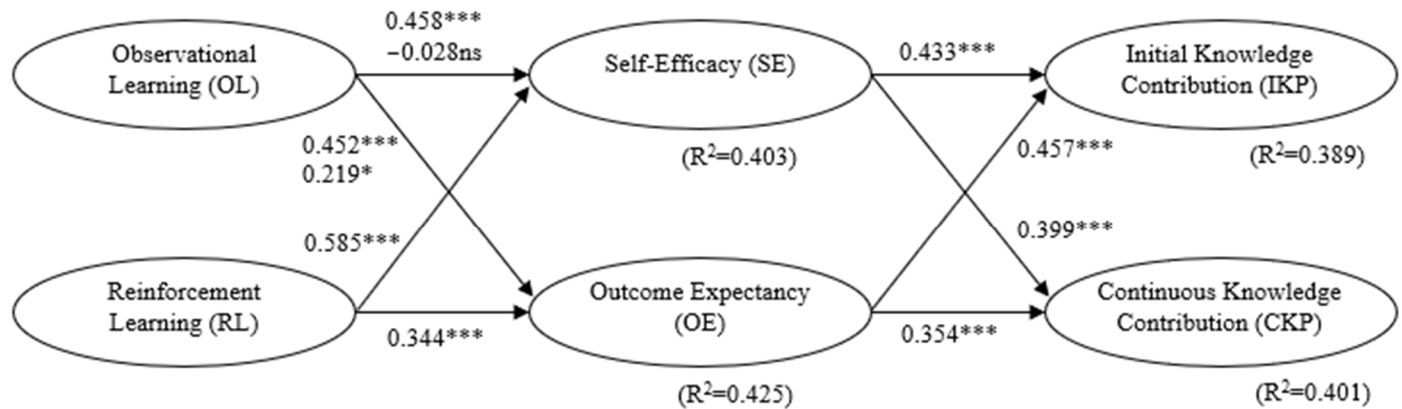 0.458***
−0.028ns
Observational
Learning (OL)
Self-Efficacy (SE)
0.433***
Initial Knowledge
Contribution (IKP)
0.452***
0.219*
(R²=0.403)
0.457***
(R²=0.389)
0.585***
0.399***
Reinforcement
Learning (RL)
Outcome Expectancy
(OE)
Continuous Knowledge
Contribution (CKP)
0.344***
0.354***
(R²=0.425)
(R²=0.401)